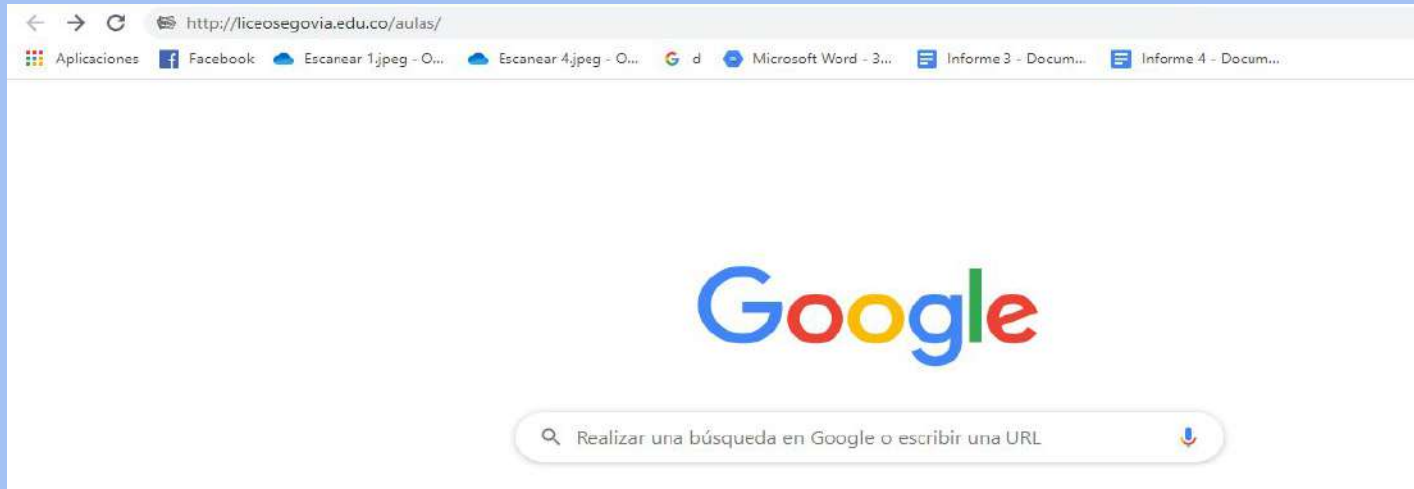 http://liceosegovia.edu.co/aulas/
Aplicaciones Facebook Escanear 1.jpeg - O... Escanear 4.jpeg - O... d Microsoft Word - 3... Informe 3 - Docum... Informe 4 - Docum...
Google
Realizar una búsqueda en Google o escribir una URL